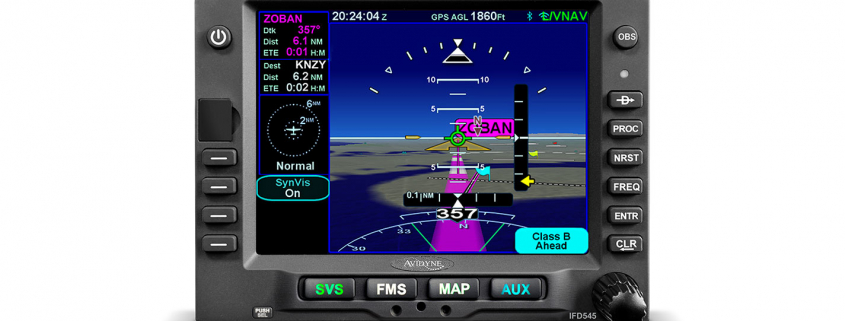 ZOBAN
Dtk 357°
Dist 6.1 NM
ETE 0:01 H:M
Dest KNZY
Dist 6.2 NM
ETE 0:02 H:M
6NM
2NM
Normal
SynVis
On
20:24:04 Z
GPS AGL 1860Ft
/VNAV
10 10
5 5
N
ZOBAN
5 5
0.1 NM
357
N
33
30
Class B
Ahead
OBS
D
PROC
NRST
FREQ
ENTR
CLR
AVIDYNE
SVS
FMS
MAP
AUX
PUSH
SEL
IFD545